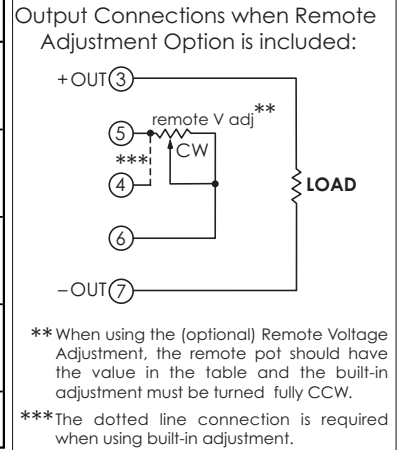 Output Connections when Remote
Adjustment Option is included:
+OUT 3
remote V adj**
5
CW
***
4
LOAD
6
−OUT 7
** When using the (optional) Remote Voltage
Adjustment, the remote pot should have
the value in the table and the built-in
adjustment must be turned fully CCW.
*** The dotted line connection is required
when using built-in adjustment.